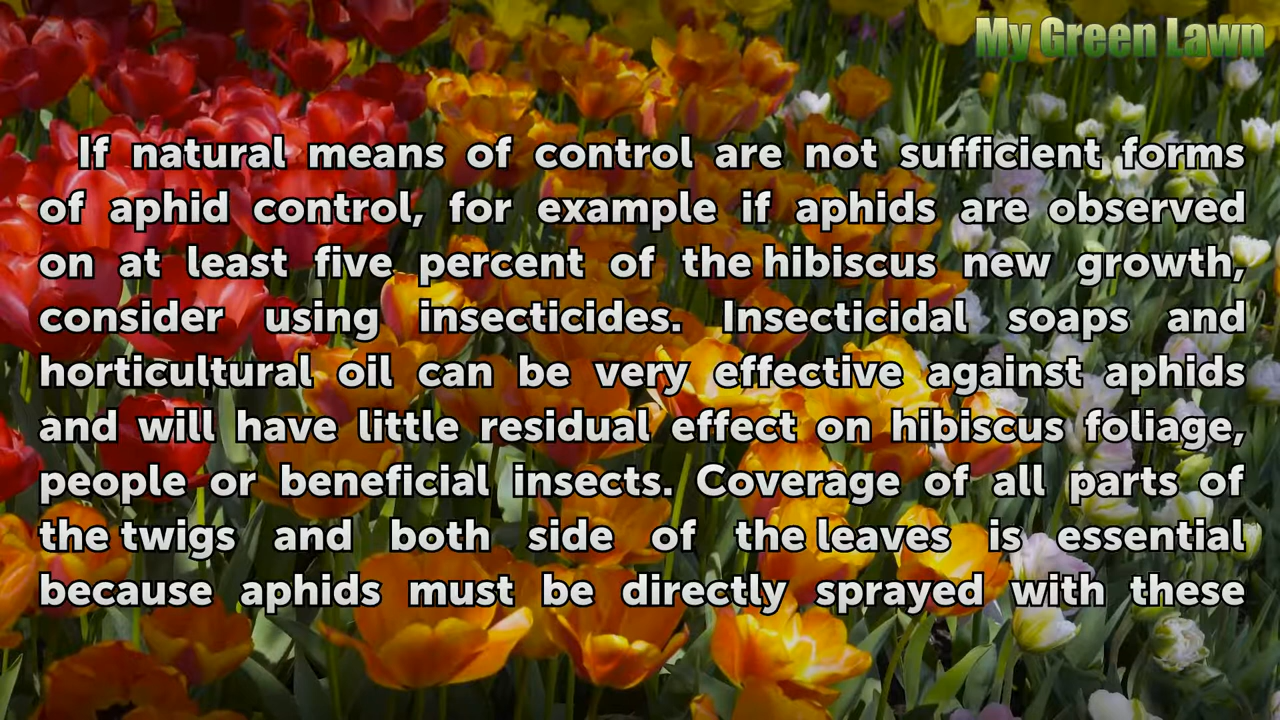 My Green Lawn
If natural means of control are not sufficient forms
of aphid control, for example if aphids are observed
on at least five percent of the hibiscus new growth,
consider using insecticides. Insecticidal soaps and
horticultural oil can be very effective against aphids
and will have little residual effect on hibiscus foliage,
people or beneficial insects. Coverage of all parts of
the twigs and both side of the leaves is essential
because aphids must be directly sprayed with these